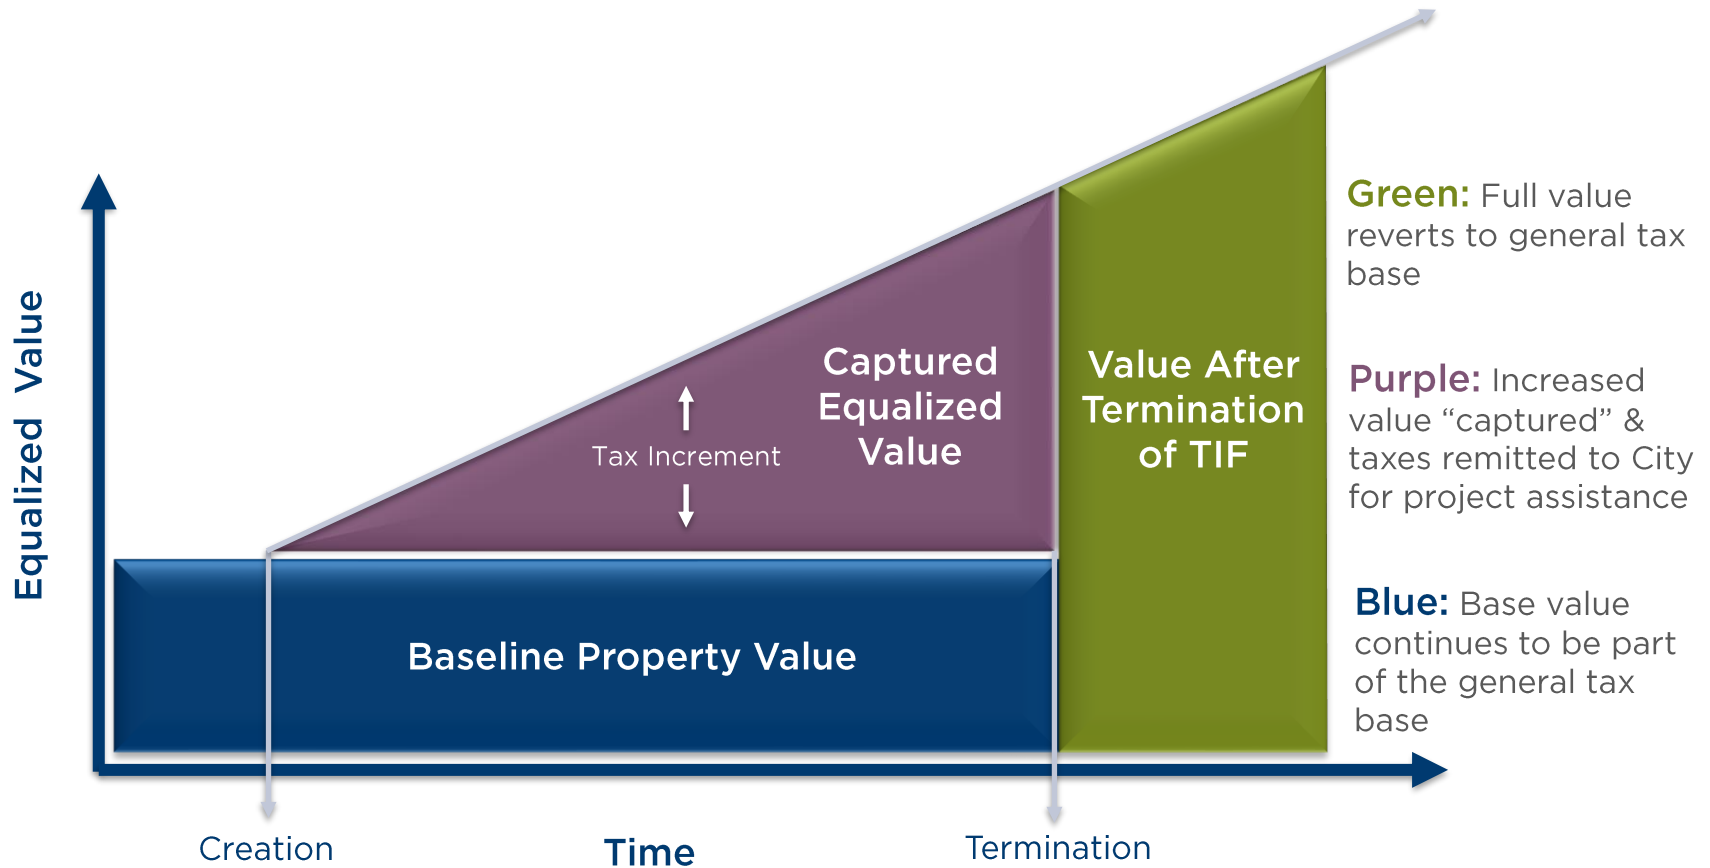 Equalized Value
Captured
Equalized
Value
Tax Increment
Value After
Termination
of TIF
Baseline Property Value
Green: Full value
reverts to general tax
base
Purple: Increased
value “captured” &
taxes remitted to City
for project assistance
Blue: Base value
continues to be part
of the general tax
base
Creation
Time
Termination